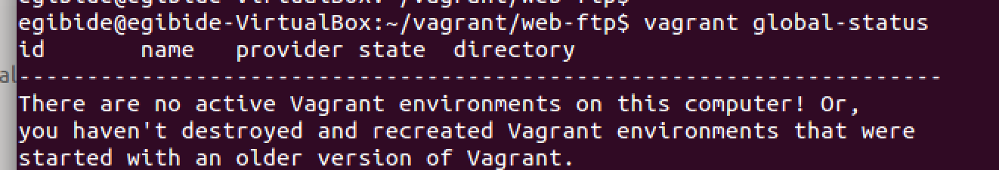 egibide@egibide-VirtualBox:~/vagrant/web-ftp$
egibide@egibide-VirtualBox:~/vagrant/web-ftp$ vagrant global-status
id       name   provider state  directory
al
--------------------------------------------------------------------
There are no active Vagrant environments on this computer! Or,
you haven't destroyed and recreated Vagrant environments that were
started with an older version of Vagrant.